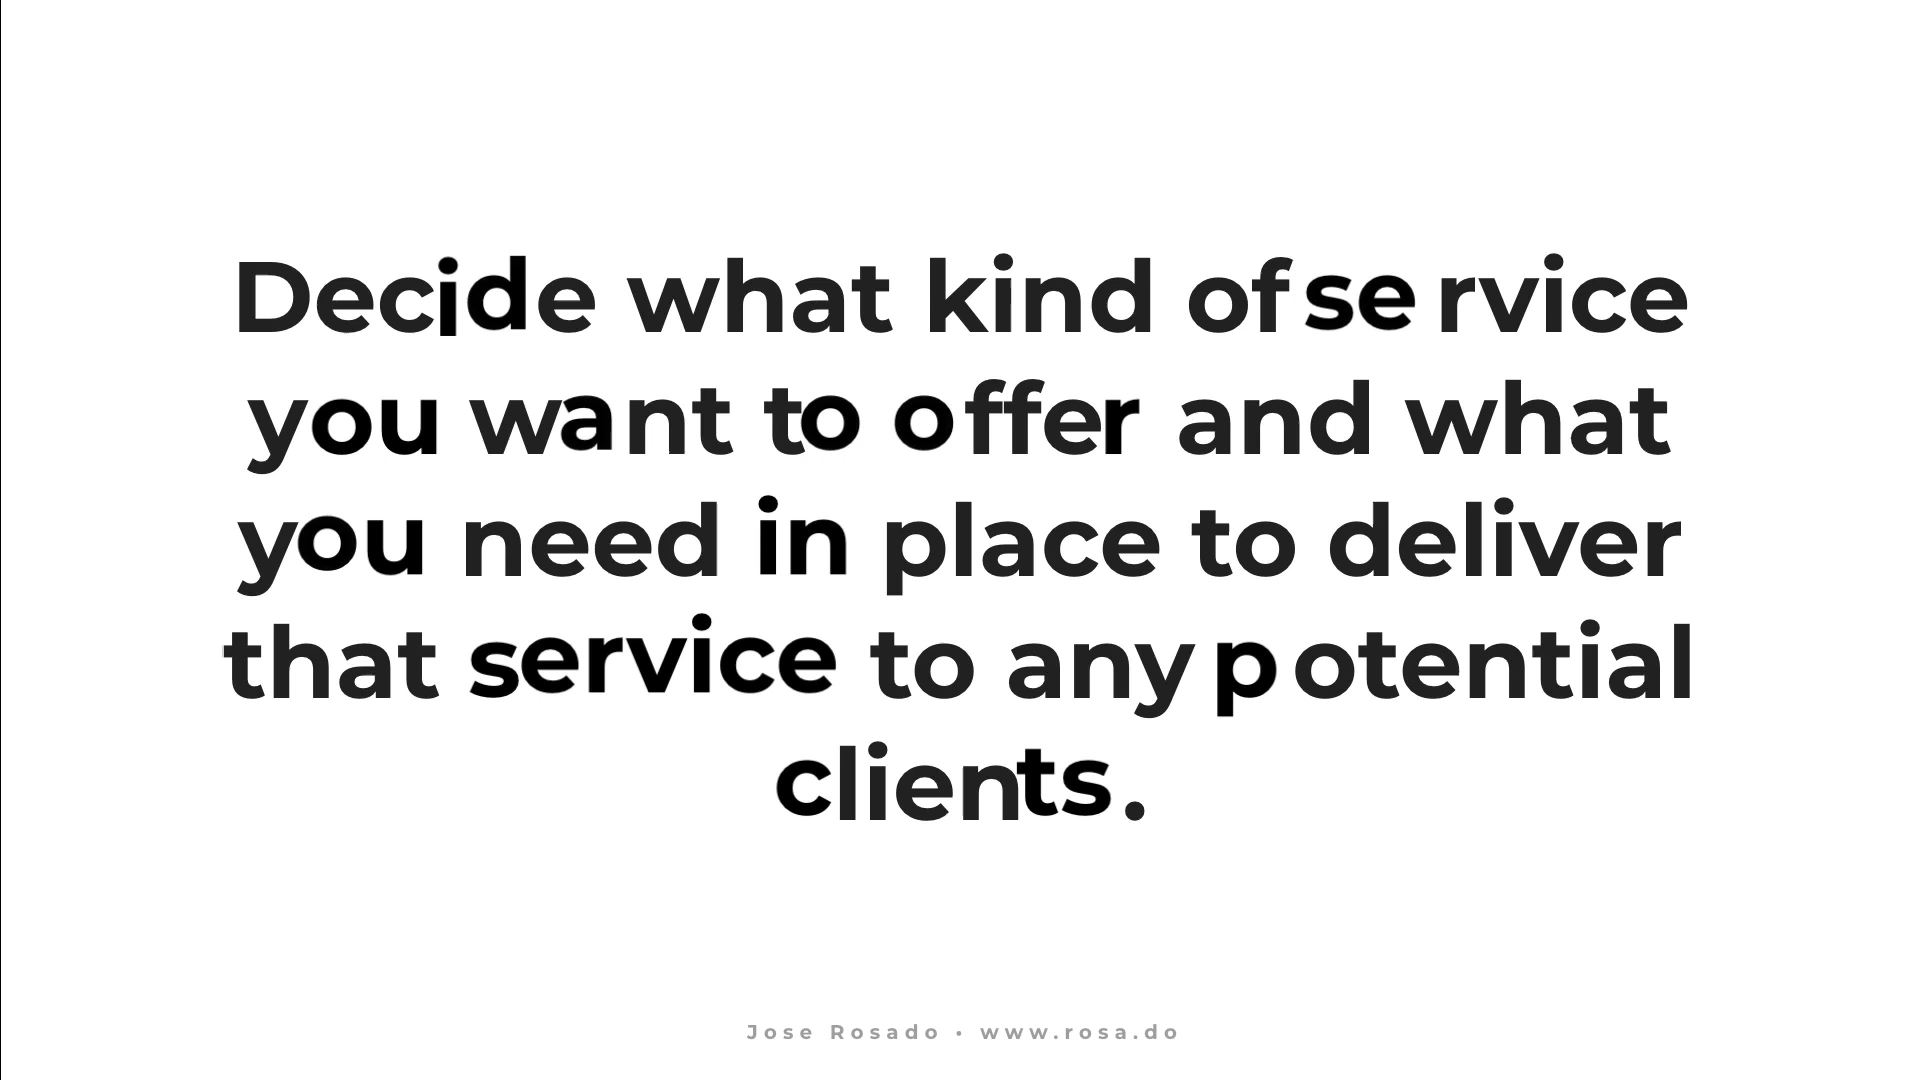 Decide what kind of service
you want to offer and what
you need in place to deliver
that service to any potential
clients.
Jose Rosado • www.rosa.do